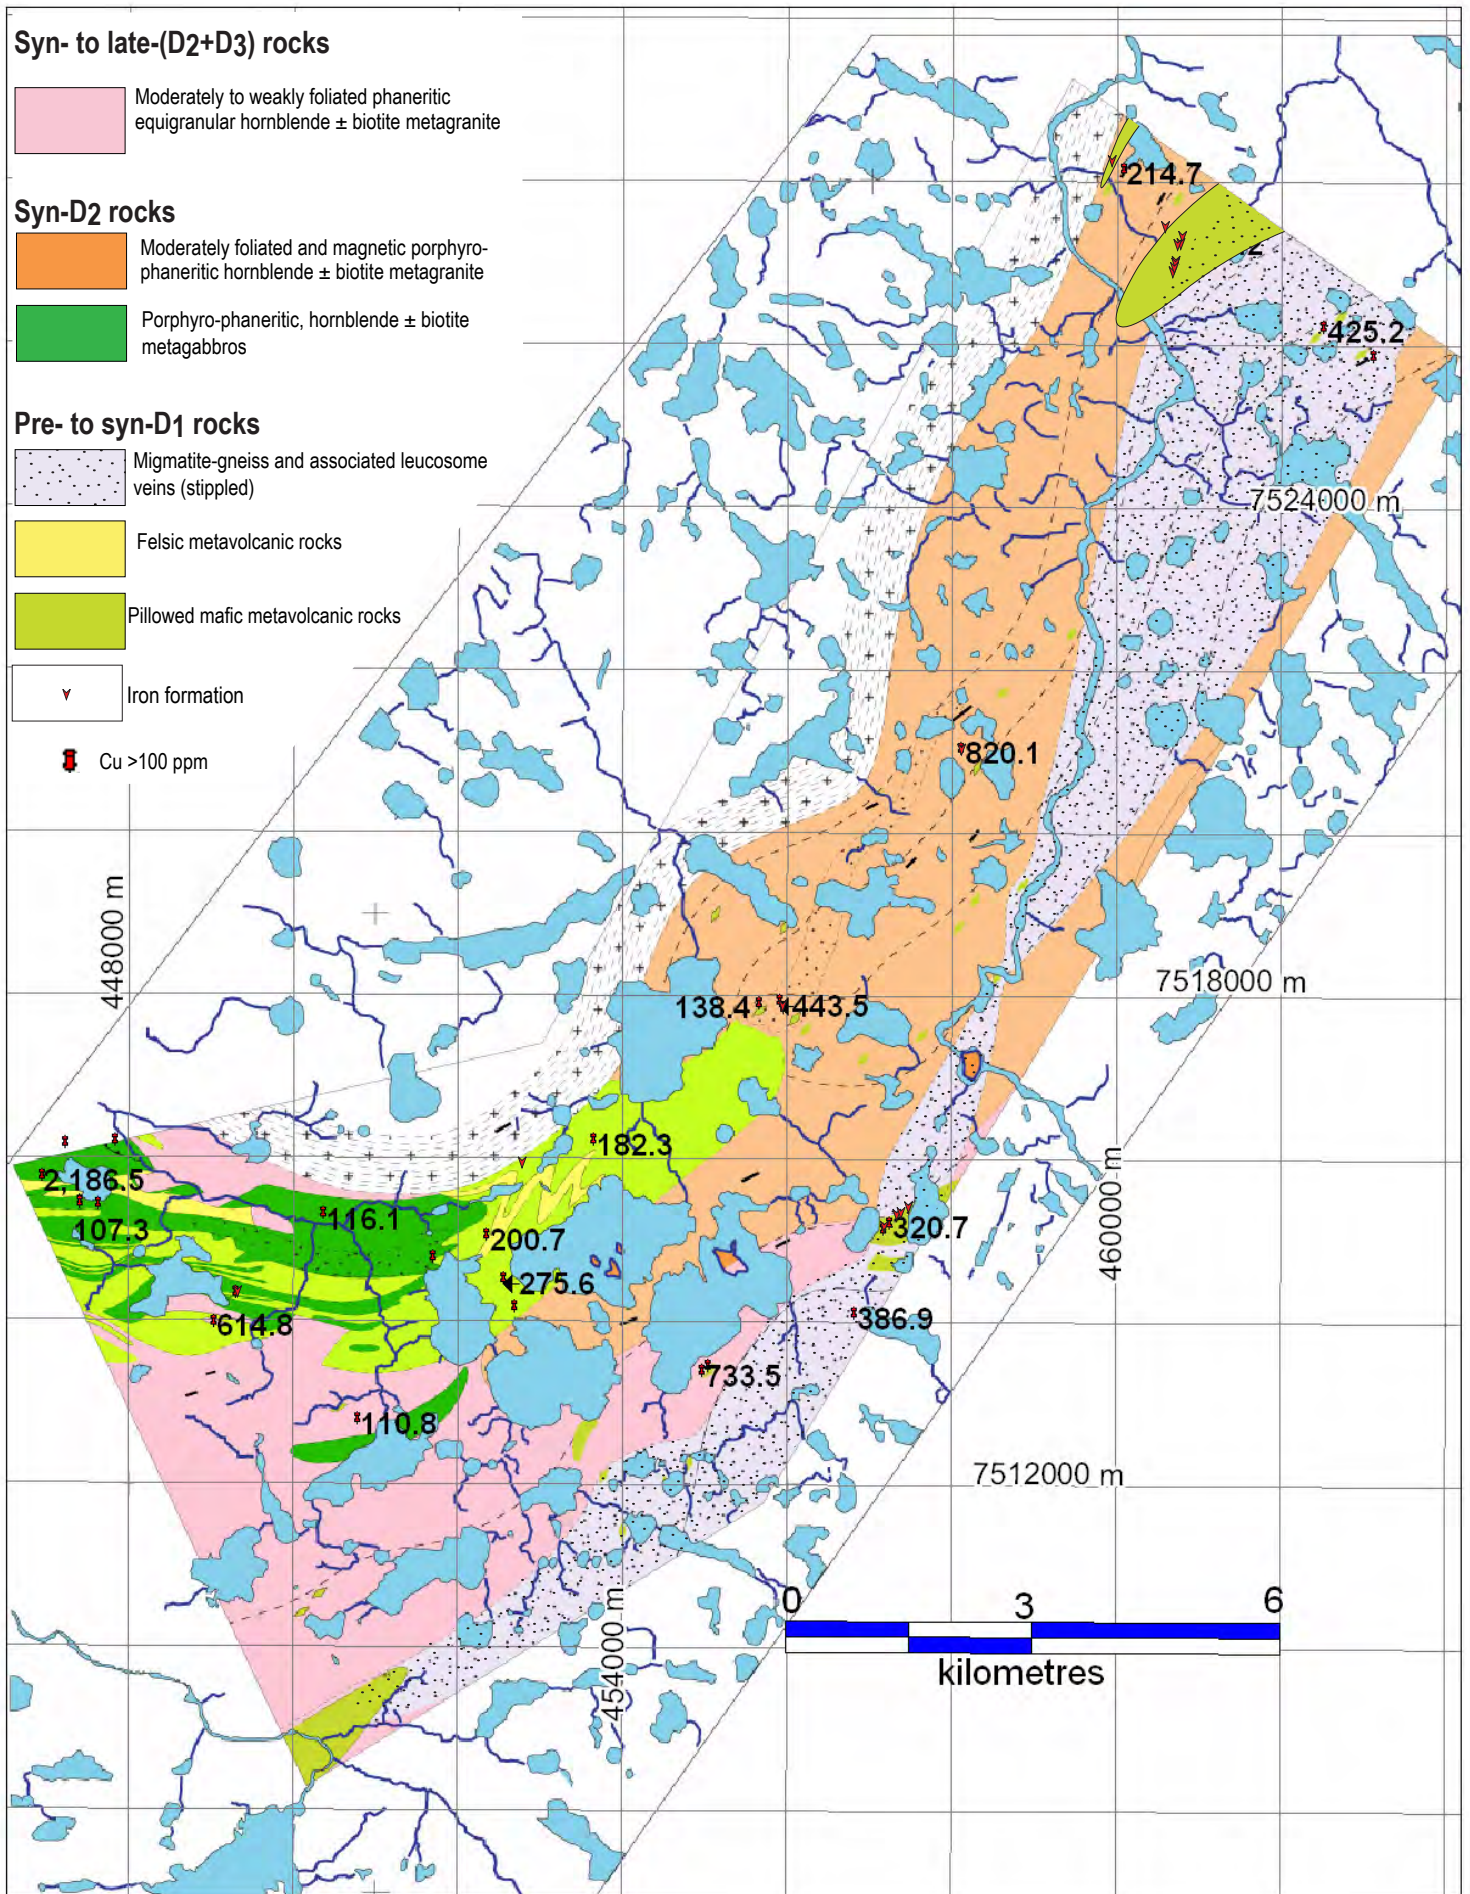 Syn- to late-(D2+D3) rocks
Moderately to weakly foliated phaneritic
equigranular hornblende ± biotite metagranite
Syn-D2 rocks
Moderately foliated and magnetic porphyro-
phaneritic hornblende ± biotite metagranite
Porphyro-phaneritic, hornblende ± biotite
metagabbros
Pre- to syn-D1 rocks
Migmatite-gneiss and associated leucosome
veins (stippled)
Felsic metavolcanic rocks
Pillowed mafic metavolcanic rocks
Iron formation
Cu >100 ppm
214.7
2
425.2
7524000 m
820.1
448000 m
7518000 m
138.4
443.5
182.3
2,186.5
107.3
116.1
200.7
320.7
460000 m
275.6
614.8
386.9
733.5
110.8
7512000 m
454000 m
0 3 6
kilometres